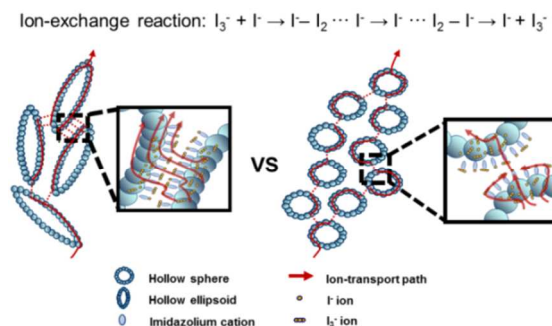 Ion-exchange reaction: I₃⁻ + I⁻ → I⁻– I₂ ··· I⁻ → I⁻ ··· I₂ – I⁻ → I⁻ + I₃⁻
VS
Hollow sphere
Hollow ellipsoid
Imidazolium cation
Ion-transport path
I⁻ ion
I₃⁻ ion